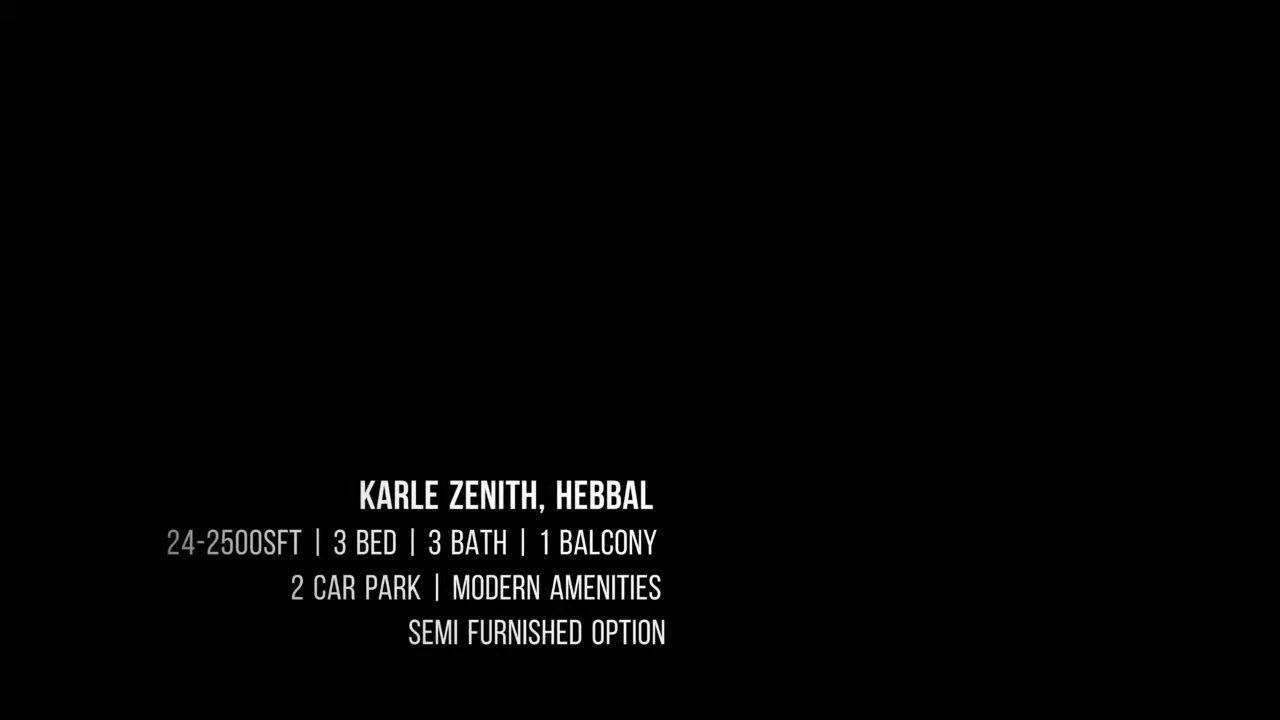 KARLE ZENITH, HEBBAL
24-2500SFT | 3 BED | 3 BATH | 1 BALCONY
2 CAR PARK | MODERN AMENITIES
SEMI FURNISHED OPTION